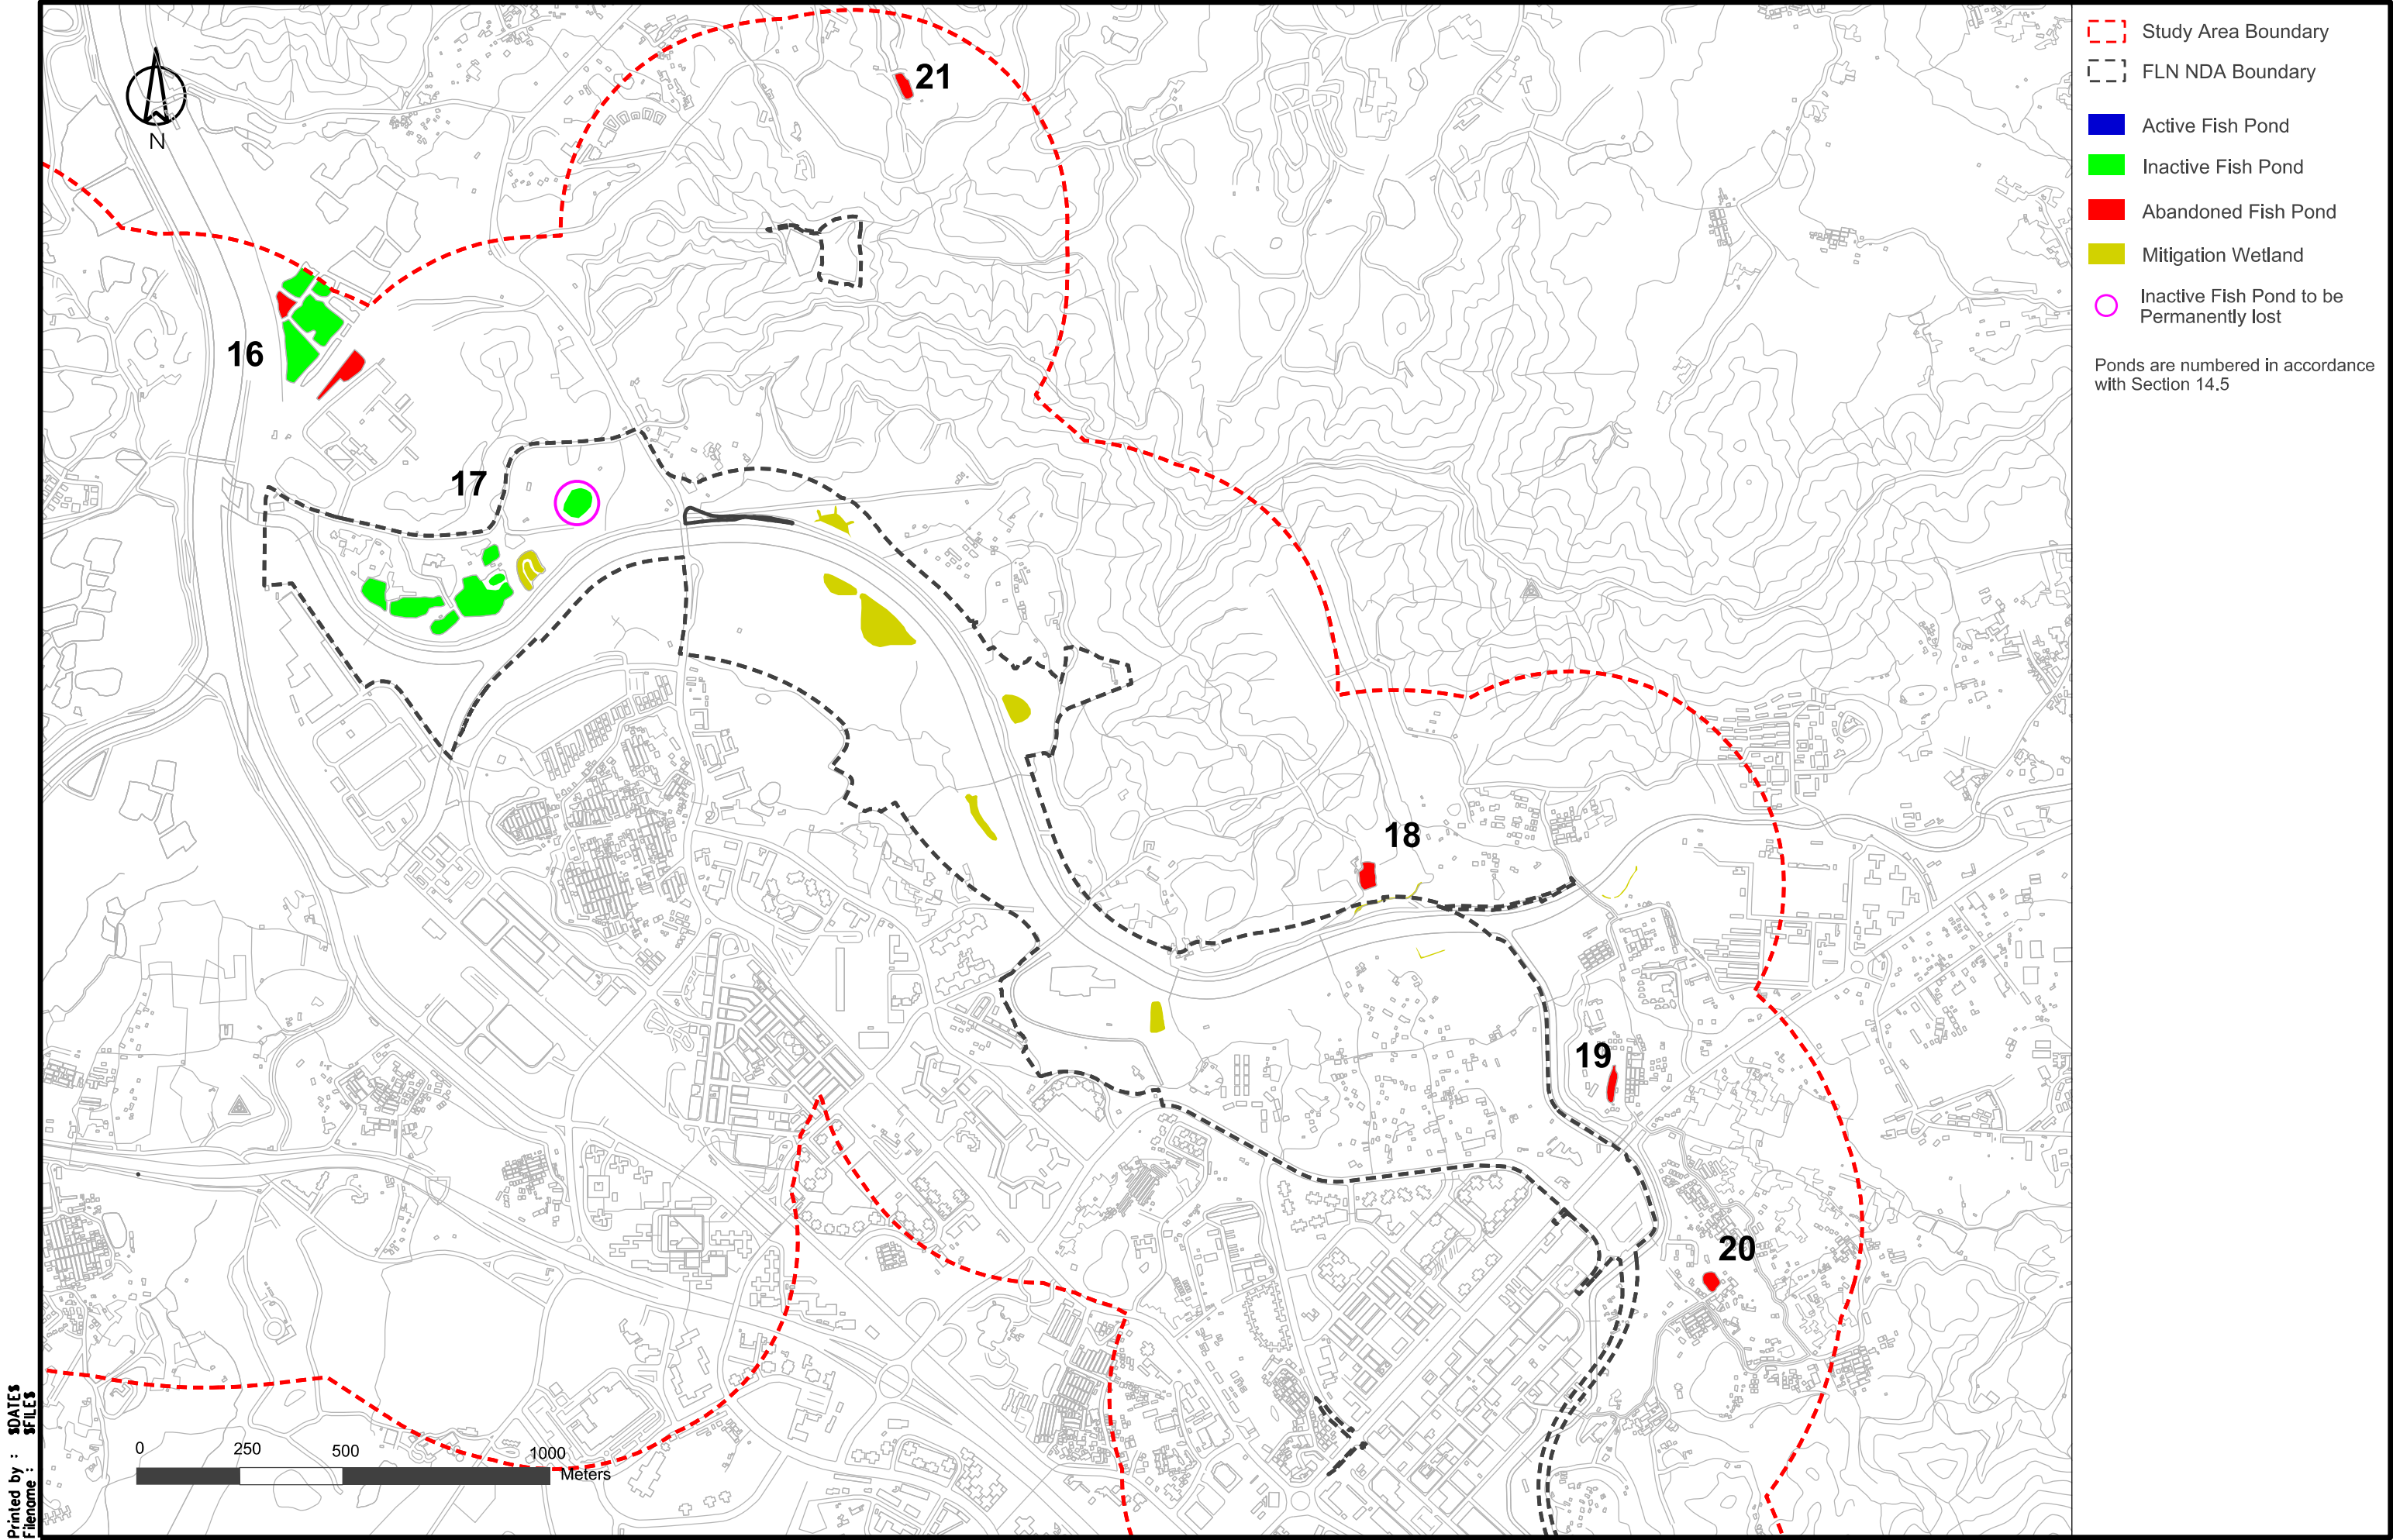 21
N
16
17
18
19
20
0 250 500 1000
Meters
Study Area Boundary
FLN NDA Boundary
Active Fish Pond
Inactive Fish Pond
Abandoned Fish Pond
Mitigation Wetland
Inactive Fish Pond to be
Permanently lost
Ponds are numbered in accordance
with Section 14.5
Printed by : $DATE$
Filename : $FILE$